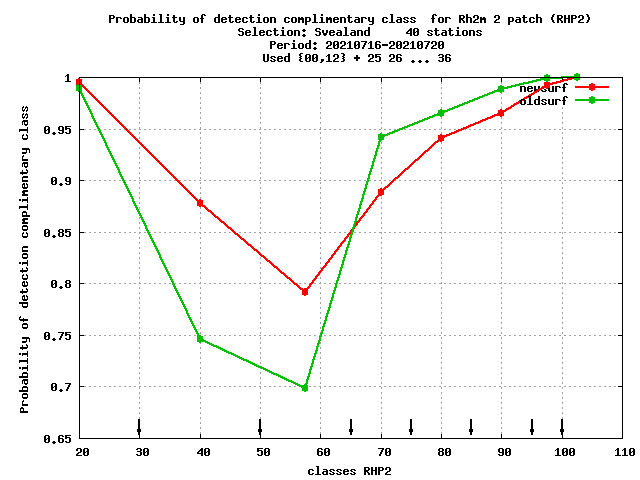 Probability of detection complimentary class  for Rh2m 2 patch (RHP2)
Selection: Svealand     40 stations
Period: 20210716-20210720
Used {00,12} + 25 26 ... 36
newsurf
oldsurf
1
0.95
0.9
0.85
0.8
0.75
0.7
0.65
Probability of detection complimentary class
20 30 40 50 60 70 80 90 100 110
classes RHP2